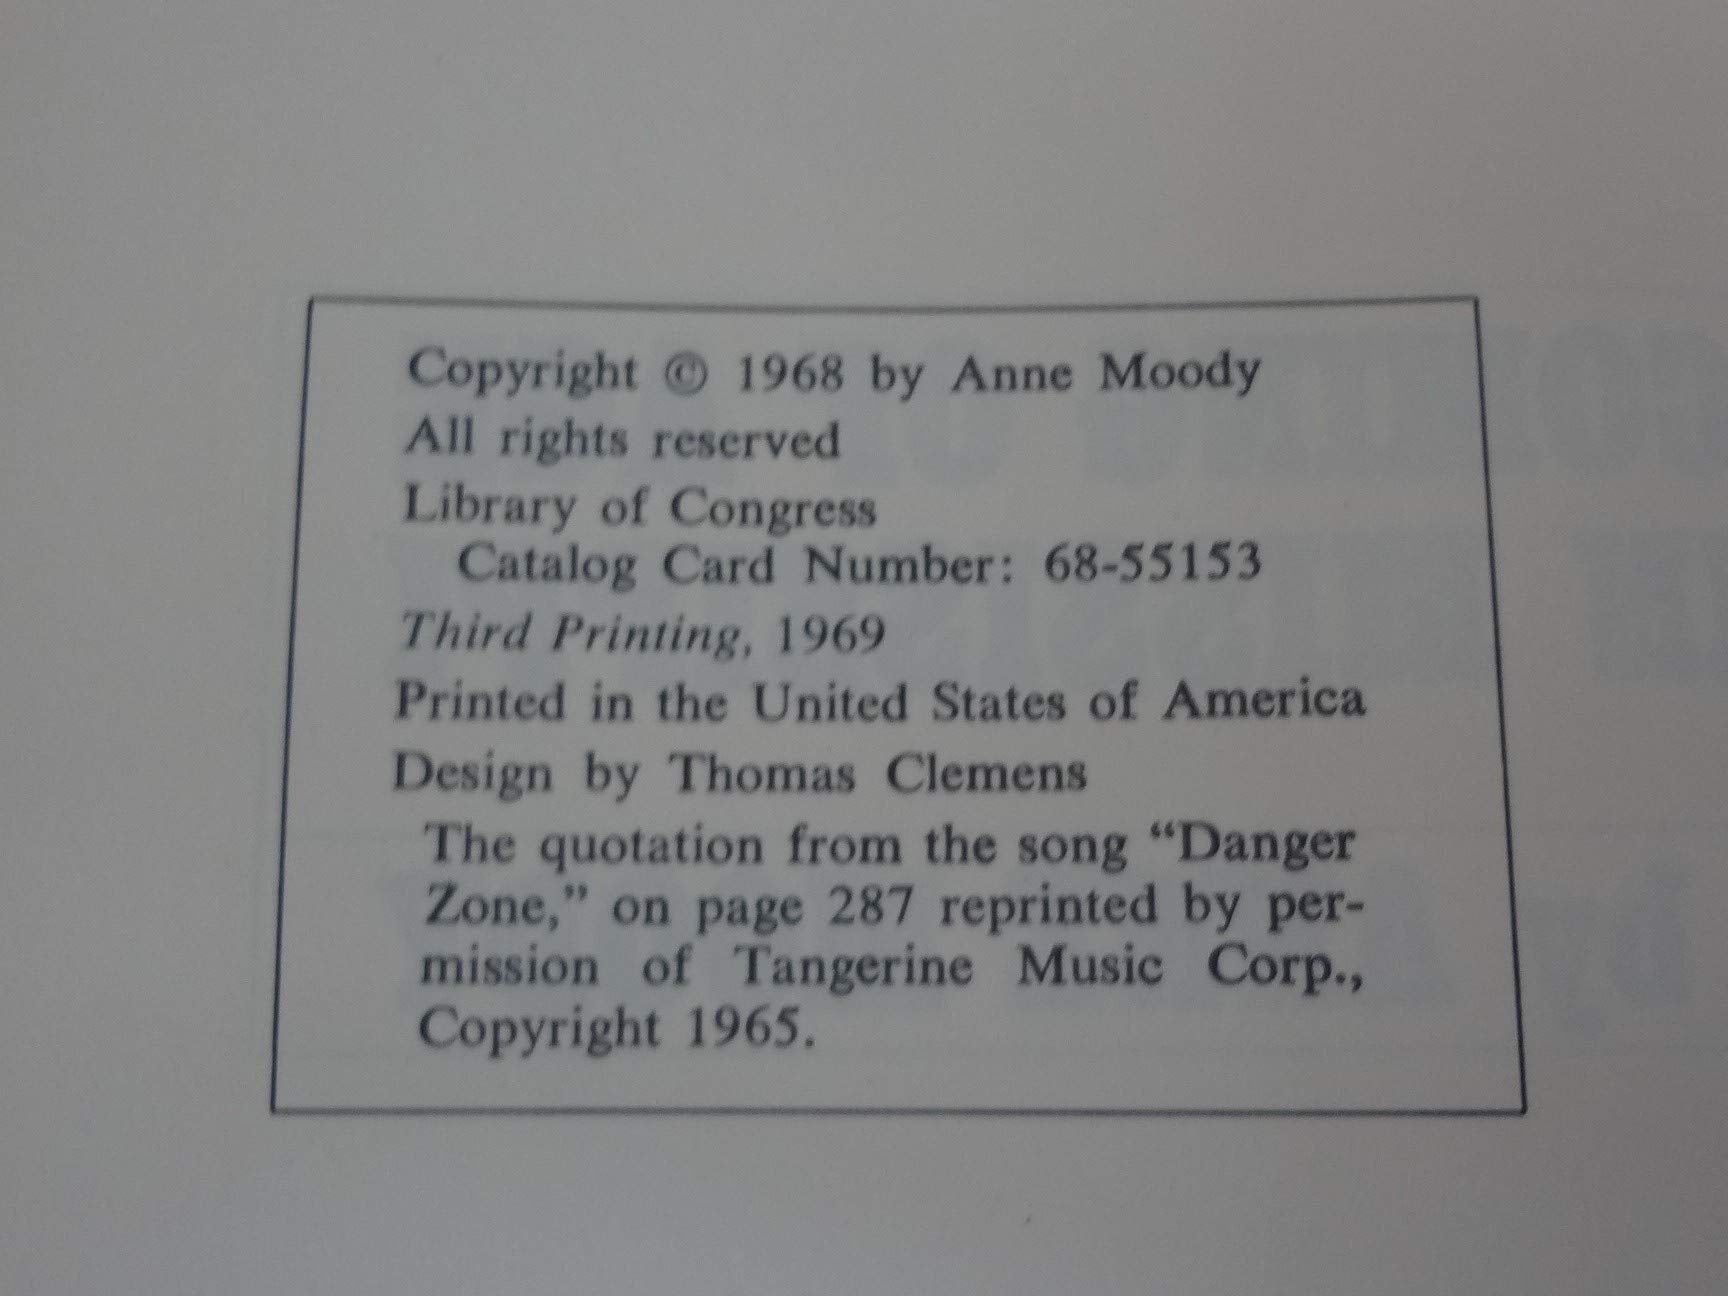 Copyright © 1968 by Anne Moody
All rights reserved
Library of Congress
Catalog Card Number: 68-55153
Third Printing, 1969
Printed in the United States of America
Design by Thomas Clemens
The quotation from the song “Danger
Zone,” on page 287 reprinted by per-
mission of Tangerine Music Corp.,
Copyright 1965.